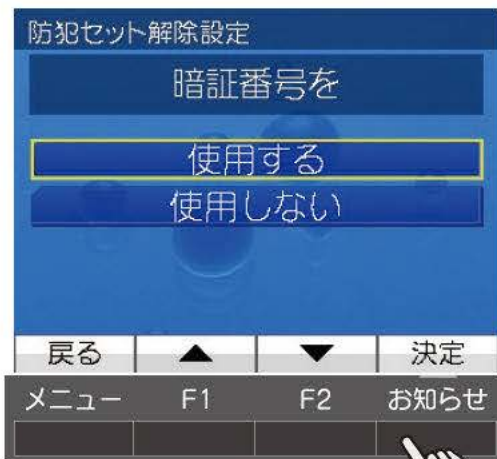 防犯セット解除設定
暗証番号を
使用する
使用しない
戻る ▲ ▼ 決定
メニュー F1 F2 お知らせ